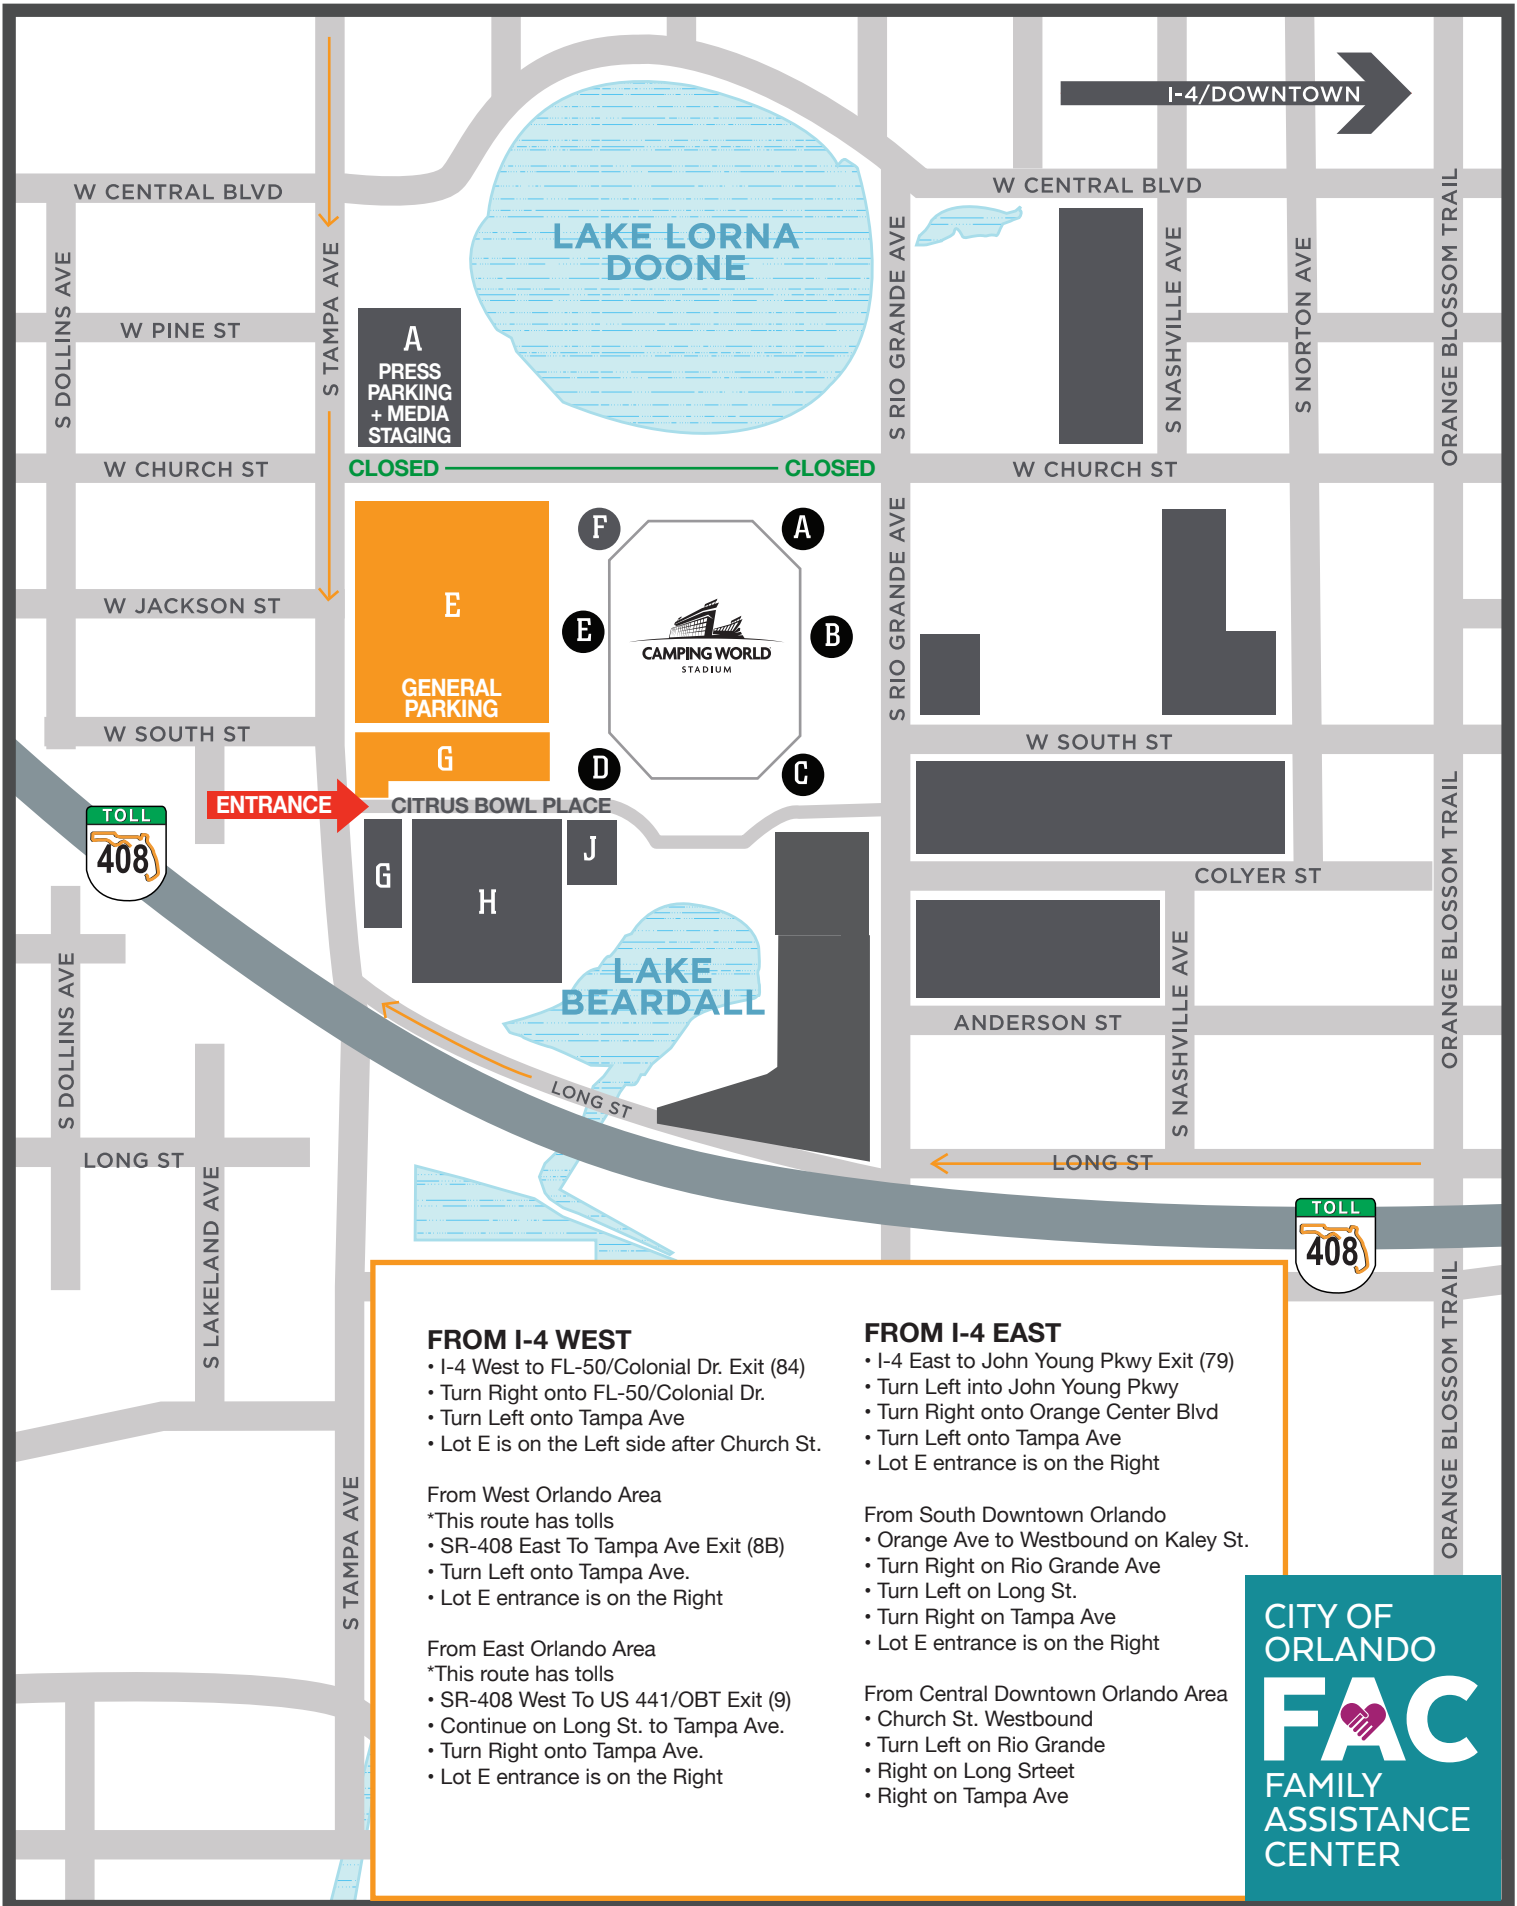 I-4/DOWNTOWN
W CENTRAL BLVD
W CENTRAL BLVD
LAKE LORNA
DOONE
S DOLLINS AVE
S TAMPA AVE
S RIO GRANDE AVE
S NASHVILLE AVE
S NORTON AVE
ORANGE BLOSSOM TRAIL
W PINE ST
A
PRESS
PARKING
+ MEDIA
STAGING
W CHURCH ST
CLOSED
CLOSED
W CHURCH ST
F
A
E
B
D
C
CAMPING WORLD
STADIUM
S RIO GRANDE AVE
W JACKSON ST
E
GENERAL
PARKING
W SOUTH ST
W SOUTH ST
G
ENTRANCE
CITRUS BOWL PLACE
TOLL
408
G
H
J
COLYER ST
ORANGE BLOSSOM TRAIL
LAKE
BEARDALL
S DOLLINS AVE
ANDERSON ST
S NASHVILLE AVE
LONG ST
LONG ST
LONG ST
S LAKELAND AVE
TOLL
408
ORANGE BLOSSOM TRAIL
S TAMPA AVE
FROM I-4 WEST
• I-4 West to FL-50/Colonial Dr. Exit (84)
• Turn Right onto FL-50/Colonial Dr.
• Turn Left onto Tampa Ave
• Lot E is on the Left side after Church St.
From West Orlando Area
*This route has tolls
• SR-408 East To Tampa Ave Exit (8B)
• Turn Left onto Tampa Ave.
• Lot E entrance is on the Right
From East Orlando Area
*This route has tolls
• SR-408 West To US 441/OBT Exit (9)
• Continue on Long St. to Tampa Ave.
• Turn Right onto Tampa Ave.
• Lot E entrance is on the Right
FROM I-4 EAST
• I-4 East to John Young Pkwy Exit (79)
• Turn Left into John Young Pkwy
• Turn Right onto Orange Center Blvd
• Turn Left onto Tampa Ave
• Lot E entrance is on the Right
From South Downtown Orlando
• Orange Ave to Westbound on Kaley St.
• Turn Right on Rio Grande Ave
• Turn Left on Long St.
• Turn Right on Tampa Ave
• Lot E entrance is on the Right
From Central Downtown Orlando Area
• Church St. Westbound
• Turn Left on Rio Grande
• Right on Long Srteet
• Right on Tampa Ave
CITY OF
ORLANDO
FAC
FAMILY
ASSISTANCE
CENTER